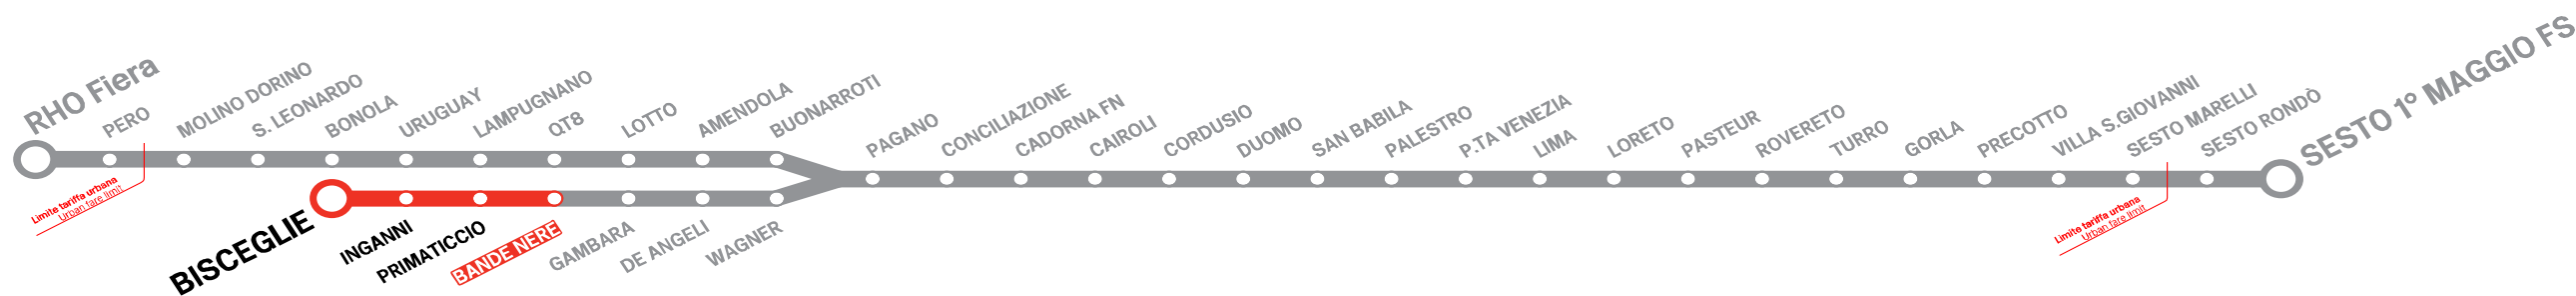 RHO Fiera
PERO
MOLINO DORINO
S. LEONARDO
BONOLA
URUGUAY
LAMPUGNANO
QT8
LOTTO
AMENDOLA
BUONARROTI
PAGANO
CONCILIAZIONE
CADORNA FN
CAIROLI
CORDUSIO
DUOMO
SAN BABILA
PALESTRO
P.TA VENEZIA
LIMA
LORETO
PASTEUR
ROVERETO
TURRO
GORLA
PRECOTTO
VILLA S.GIOVANNI
SESTO MARELLI
SESTO RONDÒ
SESTO 1° MAGGIO FS
Limite tariffa urbana
Urban fare limit
BISCEGLIE
INGANNI
PRIMATICCIO
BANDE NERE
GAMBARA
DE ANGELI
WAGNER
Limite tariffa urbana
Urban fare limit